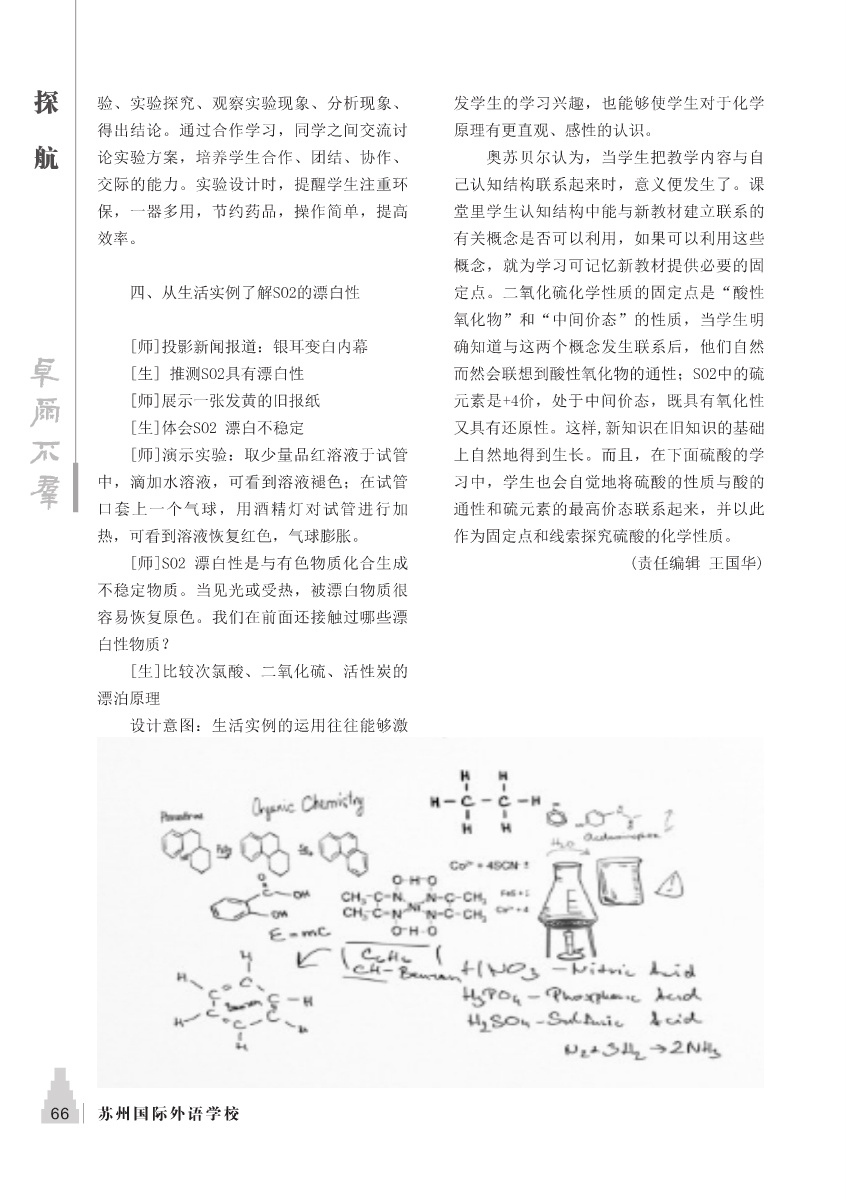 探
航
卓尔不群
验、实验探究、观察实验现象、分析现象、
得出结论。通过合作学习，同学之间交流讨
论实验方案，培养学生合作、团结、协作、
交际的能力。实验设计时，提醒学生注重环
保，一器多用，节约药品，操作简单，提高
效率。
四、从生活实例了解SO2的漂白性
[师]投影新闻报道：银耳变白内幕
[生] 推测SO2具有漂白性
[师]展示一张发黄的旧报纸
[生]体会SO2 漂白不稳定
[师]演示实验：取少量品红溶液于试管
中，滴加水溶液，可看到溶液褪色；在试管
口套上一个气球，用酒精灯对试管进行加
热，可看到溶液恢复红色，气球膨胀。
[师]SO2 漂白性是与有色物质化合生成
不稳定物质。当见光或受热，被漂白物质很
容易恢复原色。我们在前面还接触过哪些漂
白性物质？
[生]比较次氯酸、二氧化硫、活性炭的
漂泊原理
设计意图：生活实例的运用往往能够激
发学生的学习兴趣，也能够使学生对于化学
原理有更直观、感性的认识。
奥苏贝尔认为，当学生把教学内容与自
己认知结构联系起来时，意义便发生了。课
堂里学生认知结构中能与新教材建立联系的
有关概念是否可以利用，如果可以利用这些
概念，就为学习可记忆新教材提供必要的固
定点。二氧化硫化学性质的固定点是“酸性
氧化物”和“中间价态”的性质，当学生明
确知道与这两个概念发生联系后，他们自然
而然会联想到酸性氧化物的通性；SO2中的硫
元素是+4价，处于中间价态，既具有氧化性
又具有还原性。这样,新知识在旧知识的基础
上自然地得到生长。而且，在下面硫酸的学
习中，学生也会自觉地将硫酸的性质与酸的
通性和硫元素的最高价态联系起来，并以此
作为固定点和线索探究硫酸的化学性质。
(责任编辑 王国华)
Organic Chemistry
H H
H-C-C-H
H H
H₂O
O-H-O
CH₃-C-N N-C-CH₃
Ni
CH₃-C-N N-C-CH₃
O-H-O
E=mc
C₆H₆
HNO₃ - Nitric Acid
H₃PO₄ - Phosphoric Acid
H₂SO₄ - Sulfuric Acid
N₂+3H₂→2NH₃
66
苏州国际外语学校